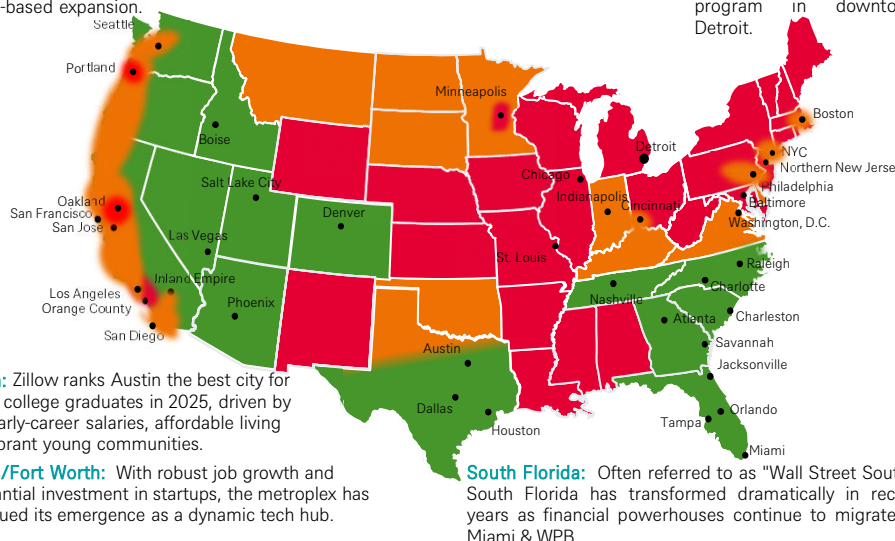 -based expansion.
program in downto
Detroit.
Seattle
Portland
Boise
Minneapolis
Boston
Detroit
NYC
Northern New Jerse
Chicago
Salt Lake City
Indianapolis
Cincinnati
Philadelphia
Baltimore
Oakland
San Francisco
San Jose
Denver
Washington, D.C.
Las Vegas
St. Louis
Raleigh
Inland Empire
Charlotte
Los Angeles
Orange County
Phoenix
Nashville
Atlanta
Charleston
San Diego
Savannah
Austin
Jacksonville
Dallas
Orlando
Tampa
Houston
Miami
: Zillow ranks Austin the best city for
college graduates in 2025, driven by
arly-career salaries, affordable living
brant young communities.
/Fort Worth: With robust job growth and
antial investment in startups, the metroplex has
ued its emergence as a dynamic tech hub.
South Florida: Often referred to as "Wall Street Sout
South Florida has transformed dramatically in rec
years as financial powerhouses continue to migrate
Miami & WPB